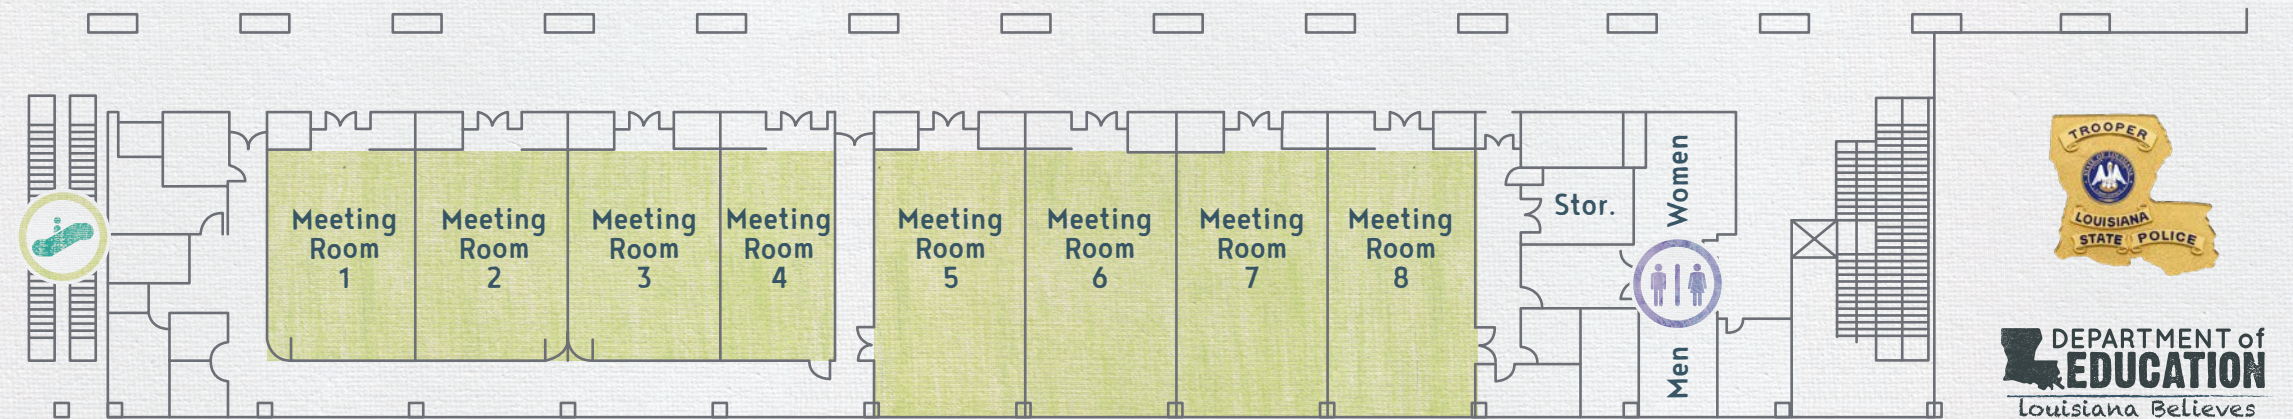 Meeting
Room
1
Meeting
Room
2
Meeting
Room
3
Meeting
Room
4
Meeting
Room
5
Meeting
Room
6
Meeting
Room
7
Meeting
Room
8
Stor.
Women
Men
TROOPER
LOUISIANA
STATE POLICE
DEPARTMENT of
EDUCATION
Louisiana Believes